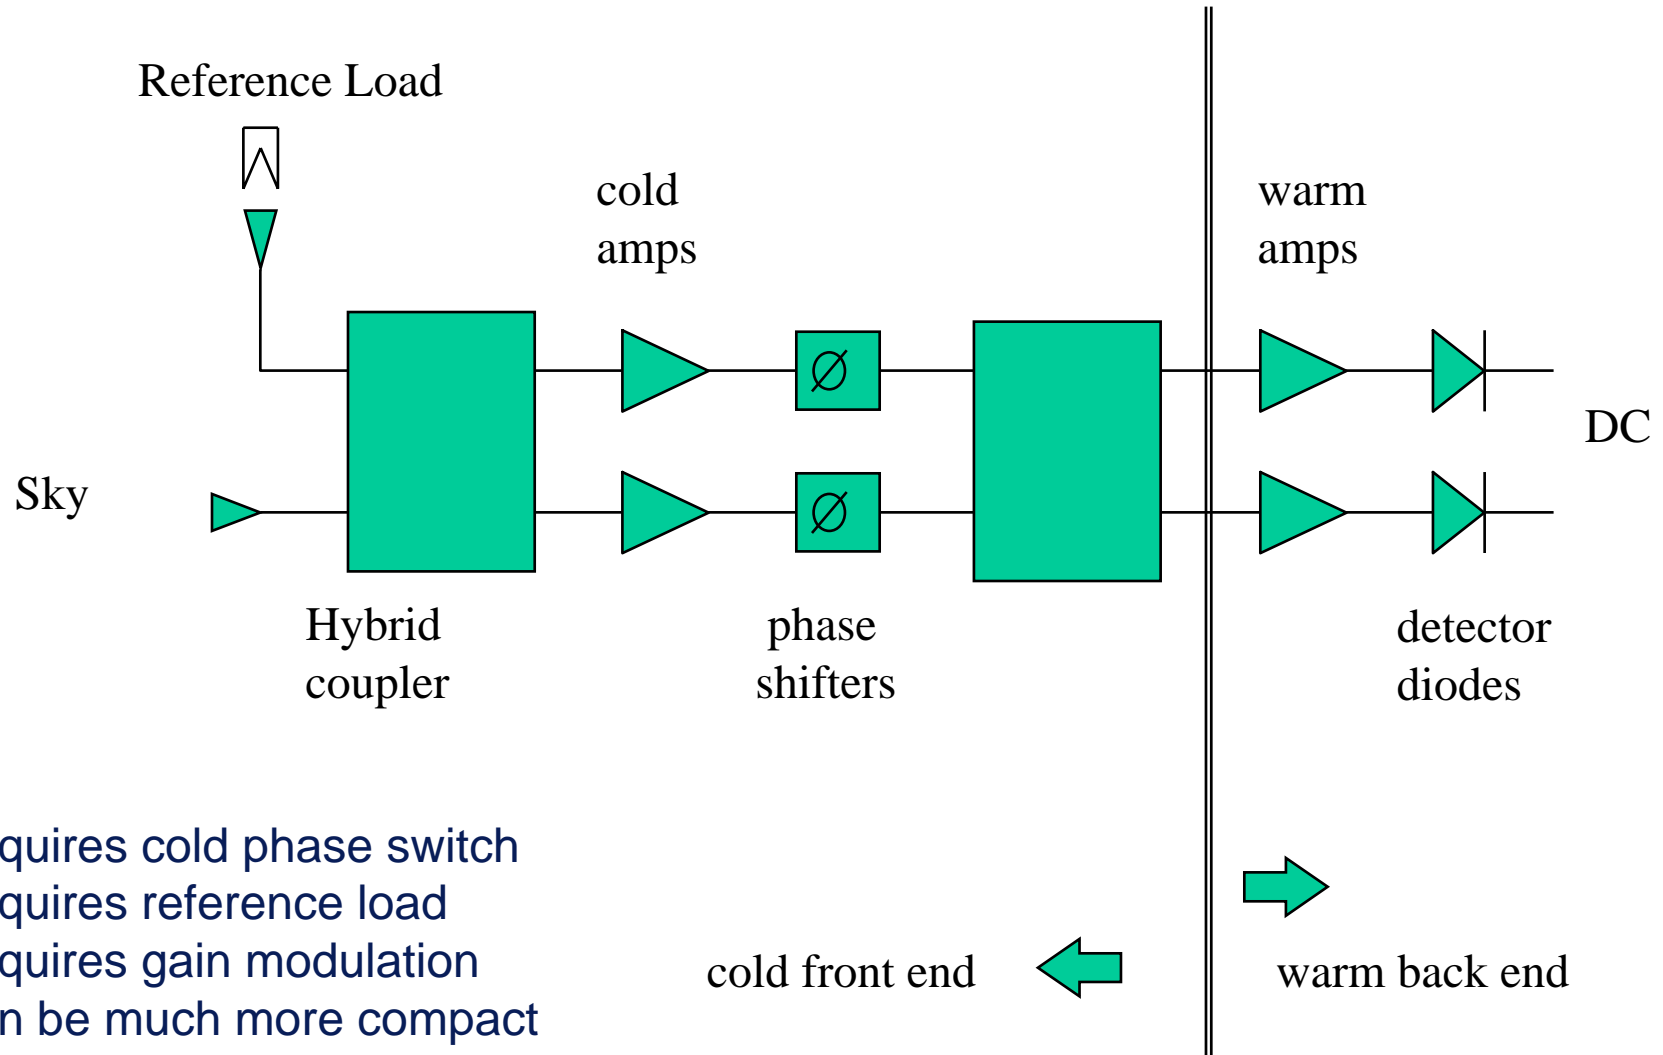 Reference Load
cold
amps
warm
amps
Ø
Ø
Sky
DC
Hybrid
coupler
phase
shifters
detector
diodes
quires cold phase switch
quires reference load
quires gain modulation
n be much more compact
cold front end
warm back end